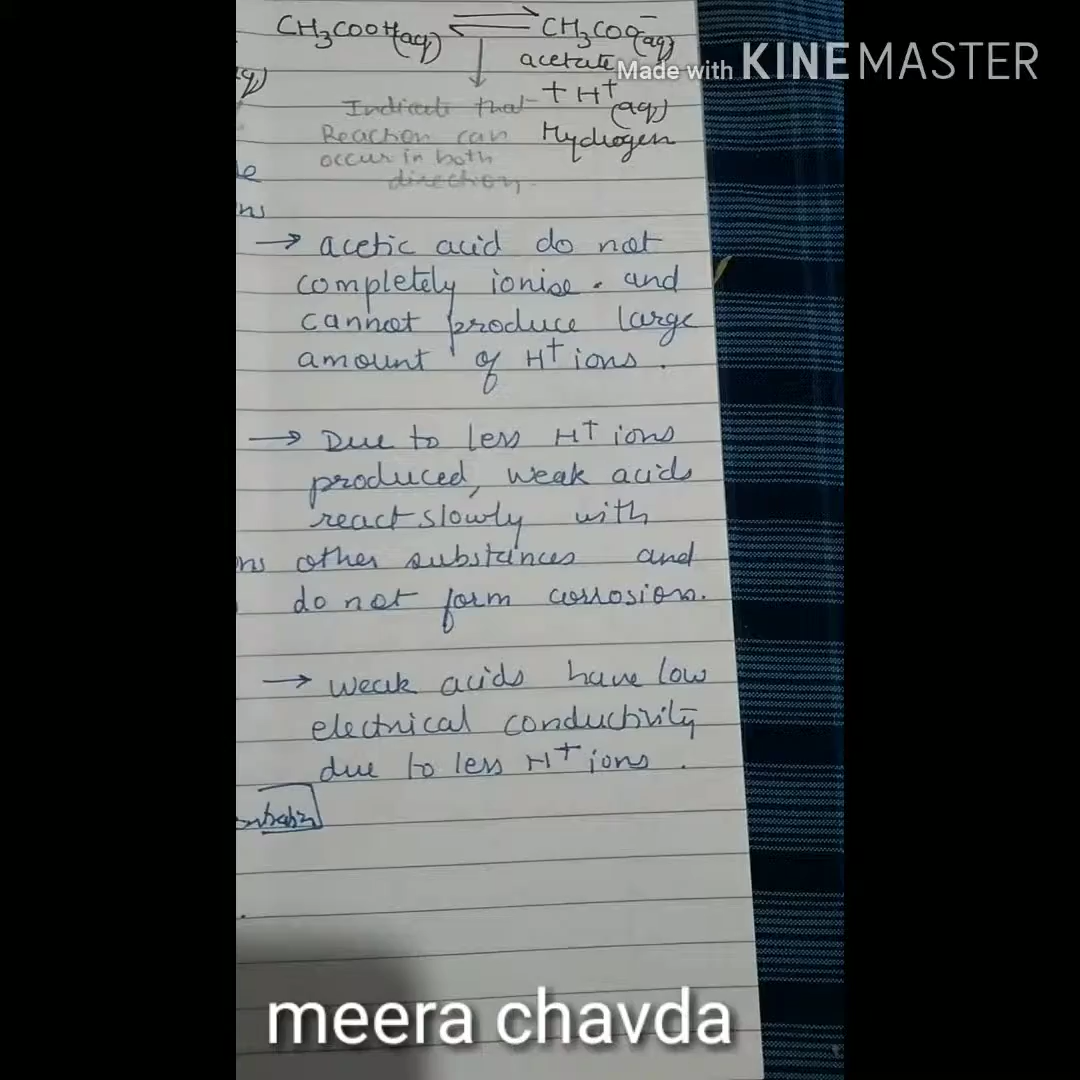 CH₃COOH(aq) ⇌ CH₃COO⁻(aq)
acetate
Made with KINEMASTER
+ H⁺(aq)
Hydrogen
Indicate that
Reaction can
occur in both
direction.
→ acetic acid do not
completely ionise. and
cannot produce large
amount of H⁺ ions.
→ Due to less H⁺ ions
produced, weak acids
react slowly with
other substances and
do not form corrosion.
→ weak acids have low
electrical conductivity
due to less H⁺ ions.
meera chavda